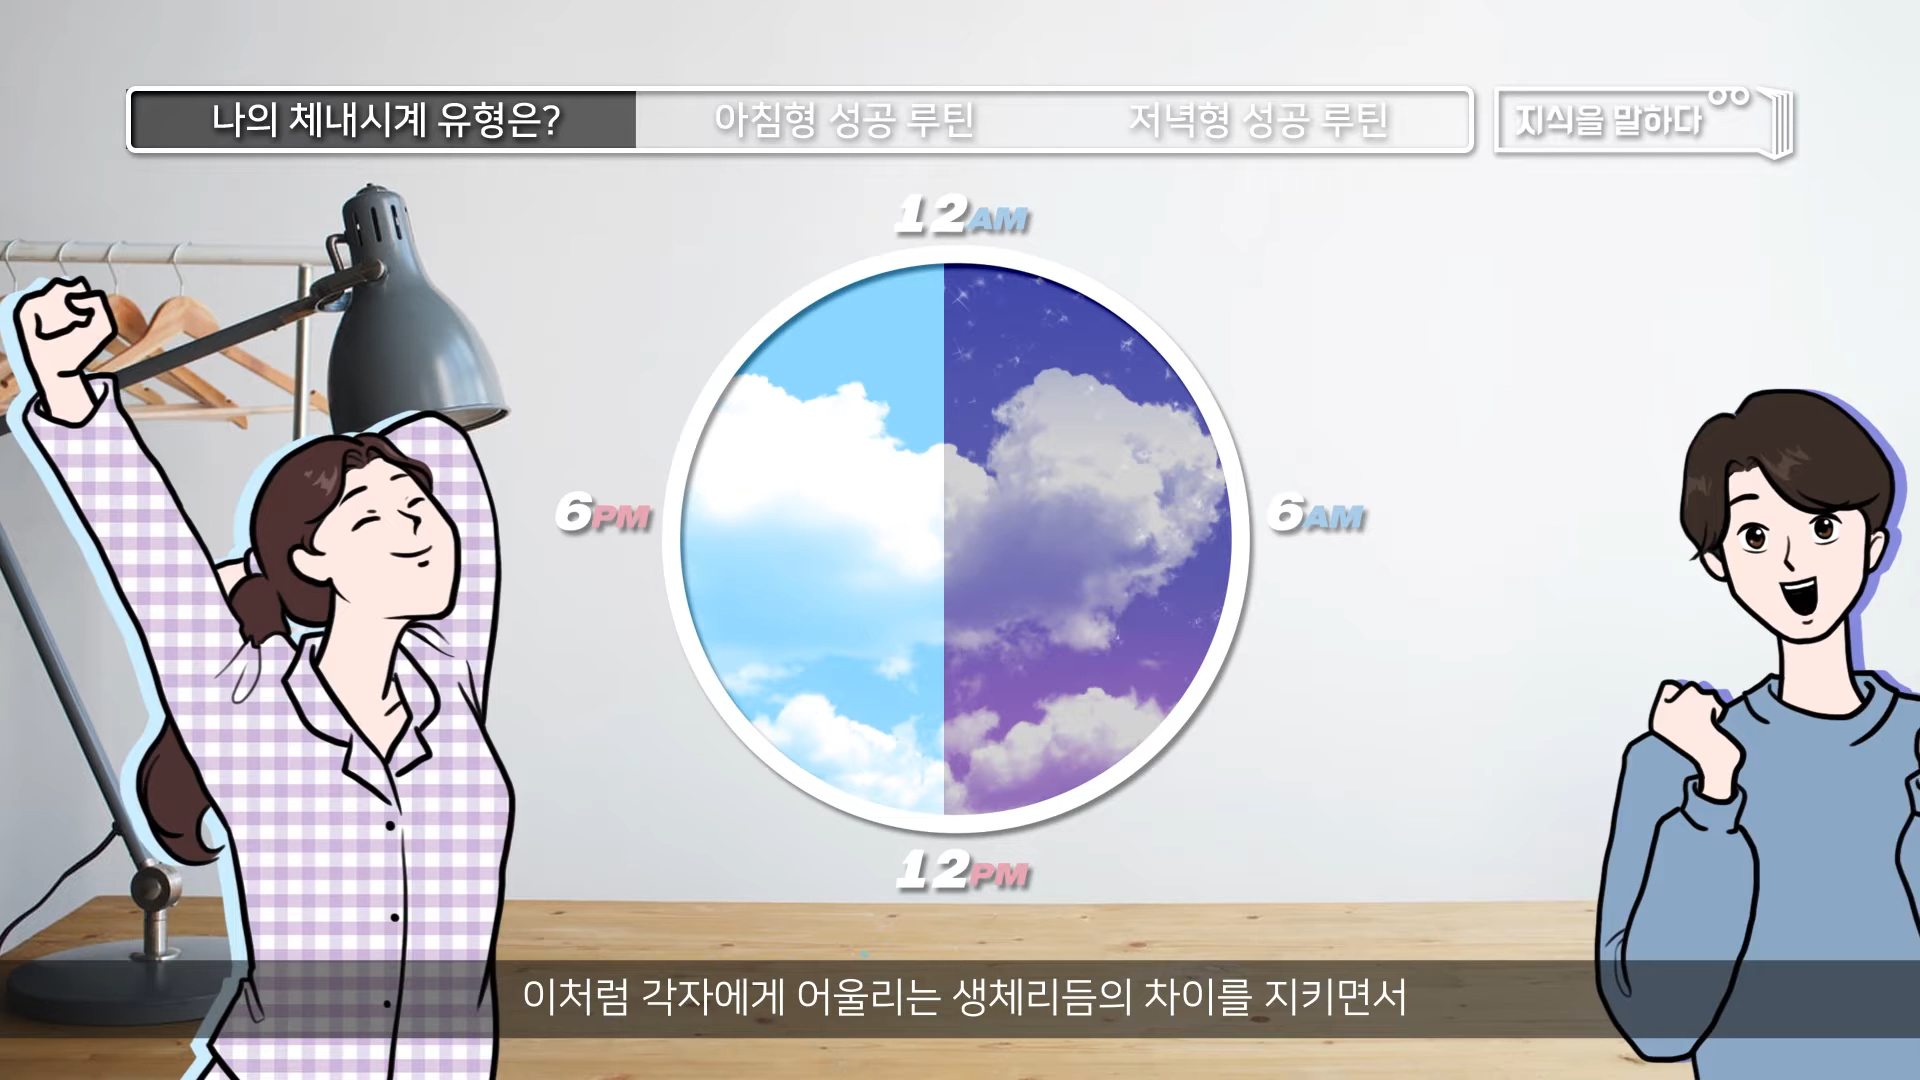 나의 체내시계 유형은?
아침형 성공 루틴
저녁형 성공 루틴
지식을 말하다
12AM
6PM
6AM
12PM
이처럼 각자에게 어울리는 생체리듬의 차이를 지키면서